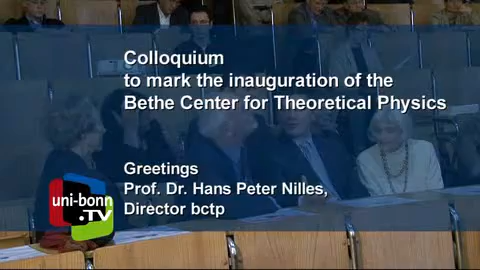 Colloquium
to mark the inauguration of the
Bethe Center for Theoretical Physics
Greetings
Prof. Dr. Hans Peter Nilles,
Director bctp
uni-bonn
.TV